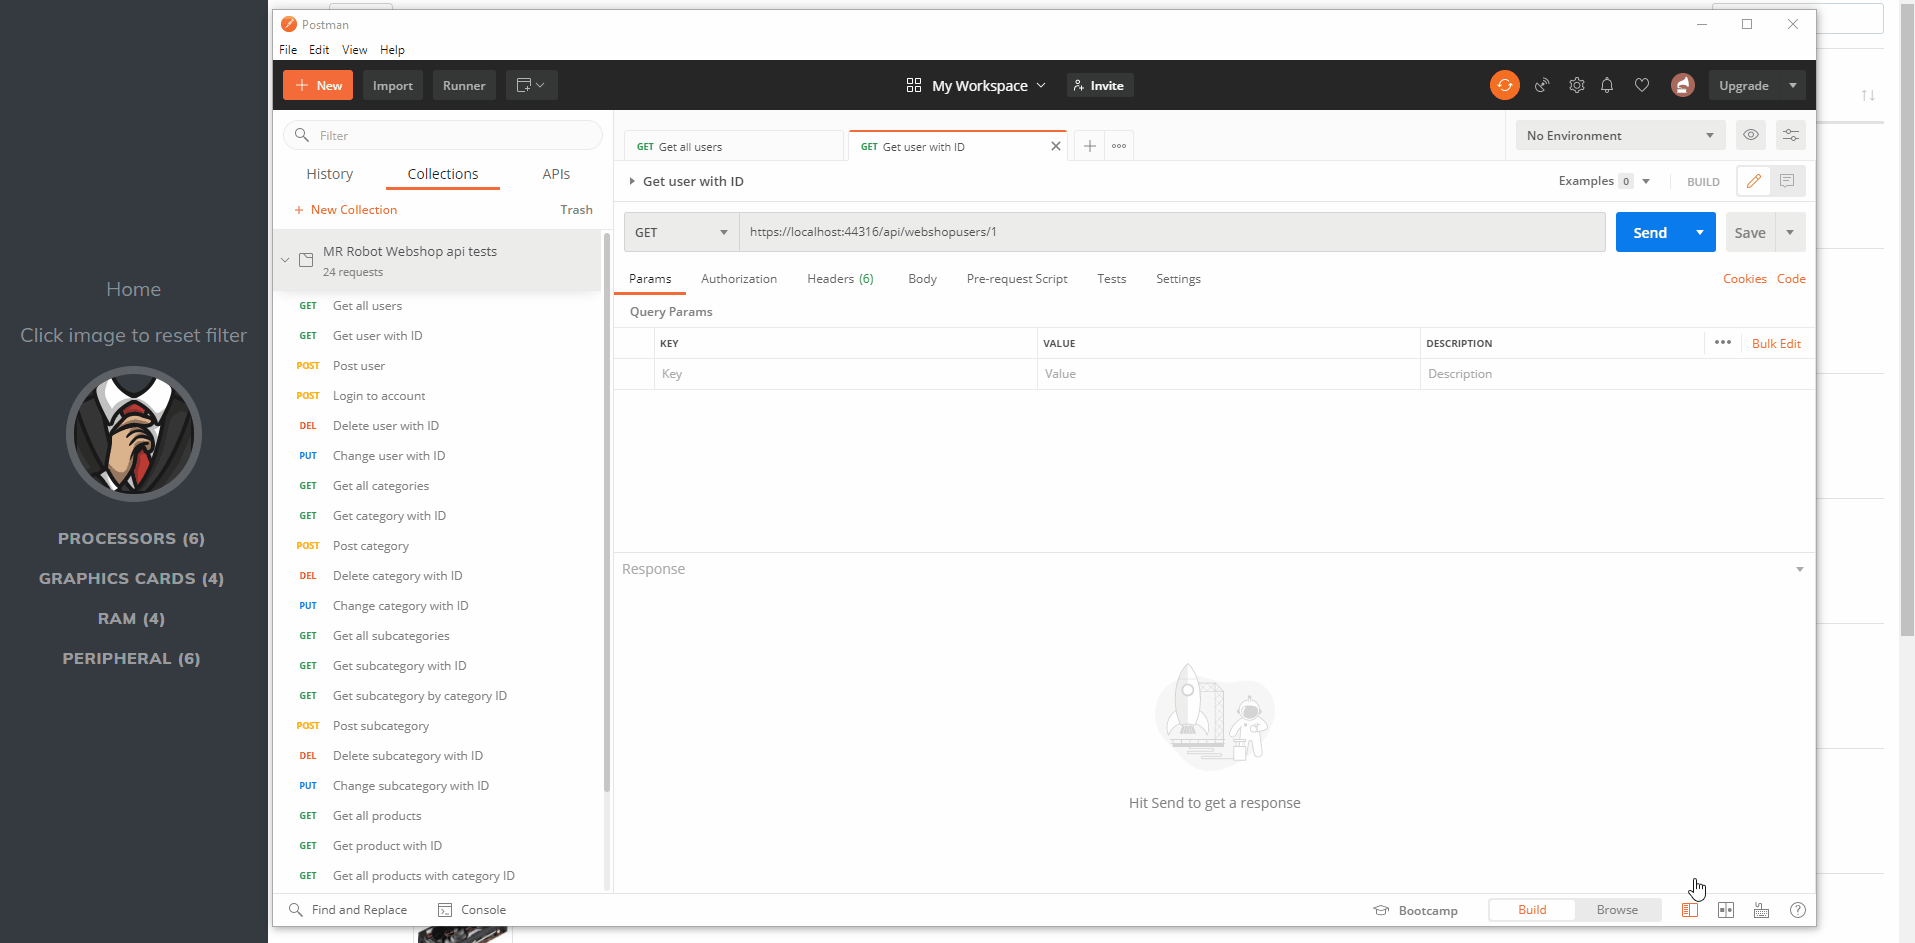 Home
Click image to reset filter
PROCESSORS (6)
GRAPHICS CARDS (4)
RAM (4)
PERIPHERAL (6)
Postman
File Edit View Help
New Import Runner My Workspace Invite Upgrade
Filter
History Collections APIs
+ New Collection Trash
MR Robot Webshop api tests
24 requests
GET Get all users
GET Get user with ID
POST Post user
POST Login to account
DEL Delete user with ID
PUT Change user with ID
GET Get all categories
GET Get category with ID
POST Post category
DEL Delete category with ID
PUT Change category with ID
GET Get all subcategories
GET Get subcategory with ID
GET Get subcategory by category ID
POST Post subcategory
DEL Delete subcategory with ID
PUT Change subcategory with ID
GET Get all products
GET Get product with ID
GET Get all products with category ID
GET Get all users GET Get user with ID No Environment
Get user with ID Examples 0 BUILD
GET https://localhost:44316/api/webshopusers/1 Send Save
Params Authorization Headers (6) Body Pre-request Script Tests Settings Cookies Code
Query Params
KEY VALUE DESCRIPTION Bulk Edit
Key Value Description
Response
Hit Send to get a response
Find and Replace Console Bootcamp Build Browse